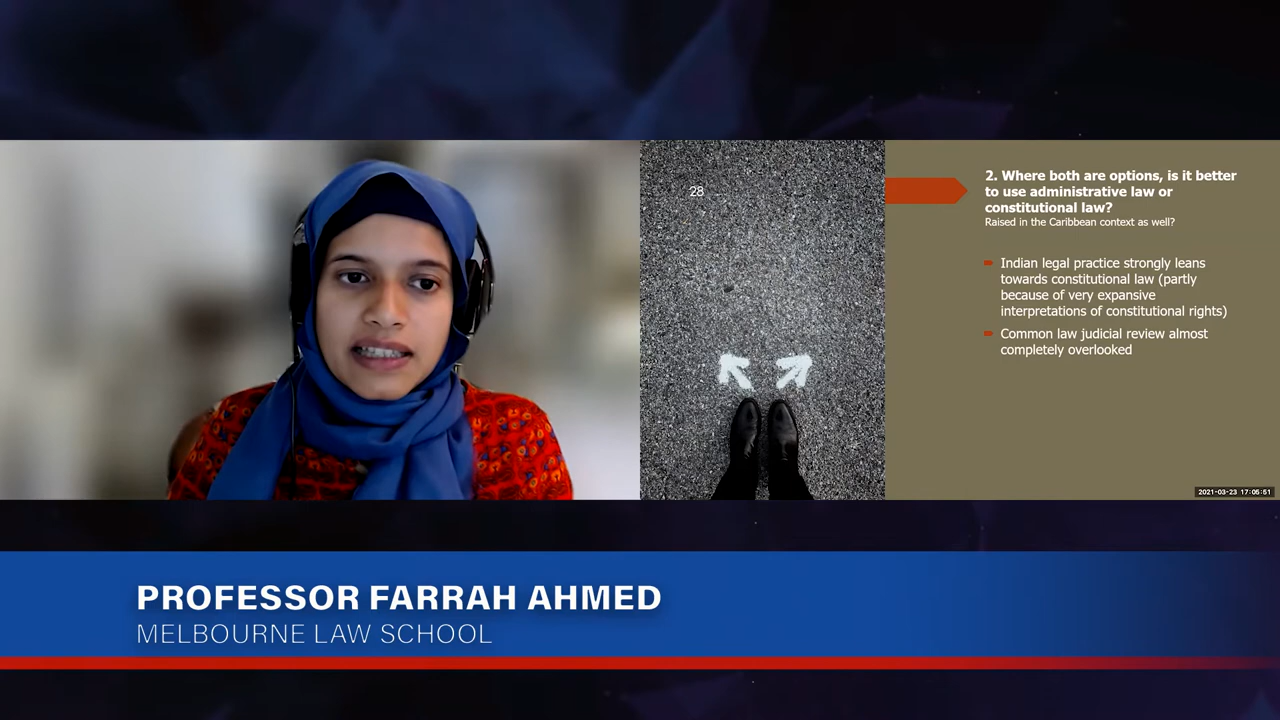 28
2. Where both are options, is it better
to use administrative law or
constitutional law?
Raised in the Caribbean context as well?
Indian legal practice strongly leans
towards constitutional law (partly
because of very expansive
interpretations of constitutional rights)
Common law judicial review almost
completely overlooked
2021-03-23 17:05:51
PROFESSOR FARRAH AHMED
MELBOURNE LAW SCHOOL